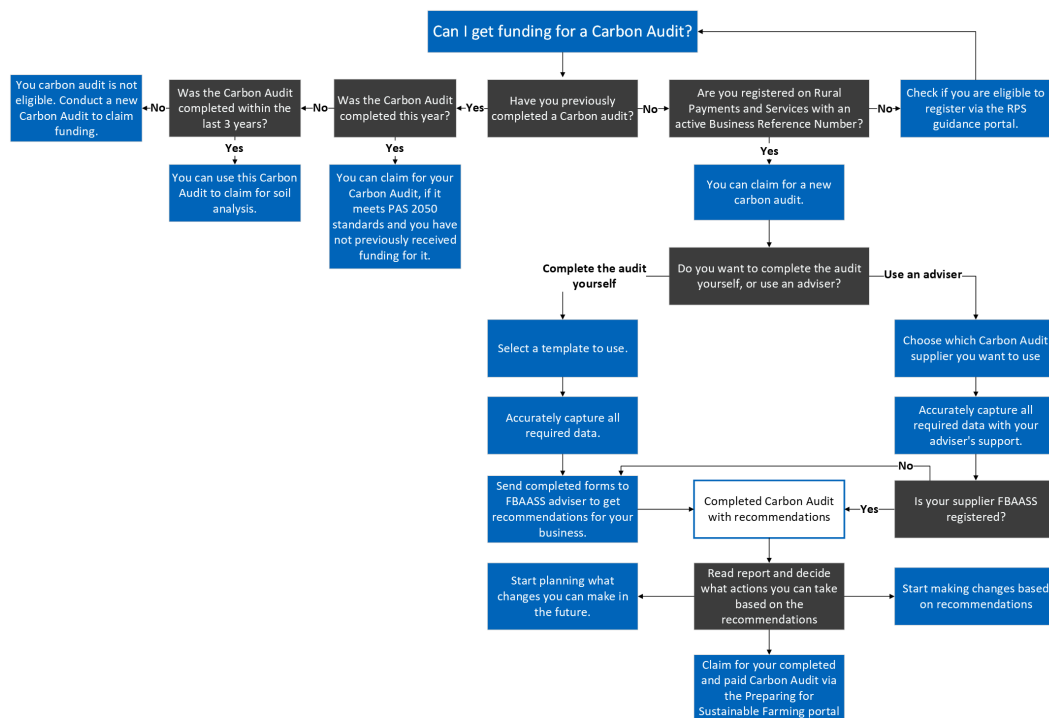 Can I get funding for a Carbon Audit?
You carbon audit is not
eligible. Conduct a new
Carbon Audit to claim
funding.
No
Was the Carbon Audit
completed within the
last 3 years?
No
Was the Carbon Audit
completed this year?
Yes
Have you previously
completed a Carbon audit?
No
Are you registered on Rural
Payments and Services with an
active Business Reference Number?
No
Check if you are eligible to
register via the RPS
guidance portal.
Yes
Yes
Yes
You can use this Carbon
Audit to claim for soil
analysis.
You can claim for your
Carbon Audit, if it
meets PAS 2050
standards and you have
not previously received
funding for it.
You can claim for a new
carbon audit.
Complete the audit
yourself
Do you want to complete the audit
yourself, or use an adviser?
Use an adviser
Select a template to use.
Choose which Carbon Audit
supplier you want to use
Accurately capture all
required data.
Accurately capture all
required data with your
adviser's support.
No
Send completed forms to
FBAASS adviser to get
recommendations for your
business.
Completed Carbon Audit
with recommendations
Yes
Is your supplier FBAASS
registered?
Start planning what
changes you can make in
the future.
Read report and decide
what actions you can take
based on the
recommendations
Start making changes based
on recommendations
Claim for your completed
and paid Carbon Audit via
the Preparing for
Sustainable Farming portal